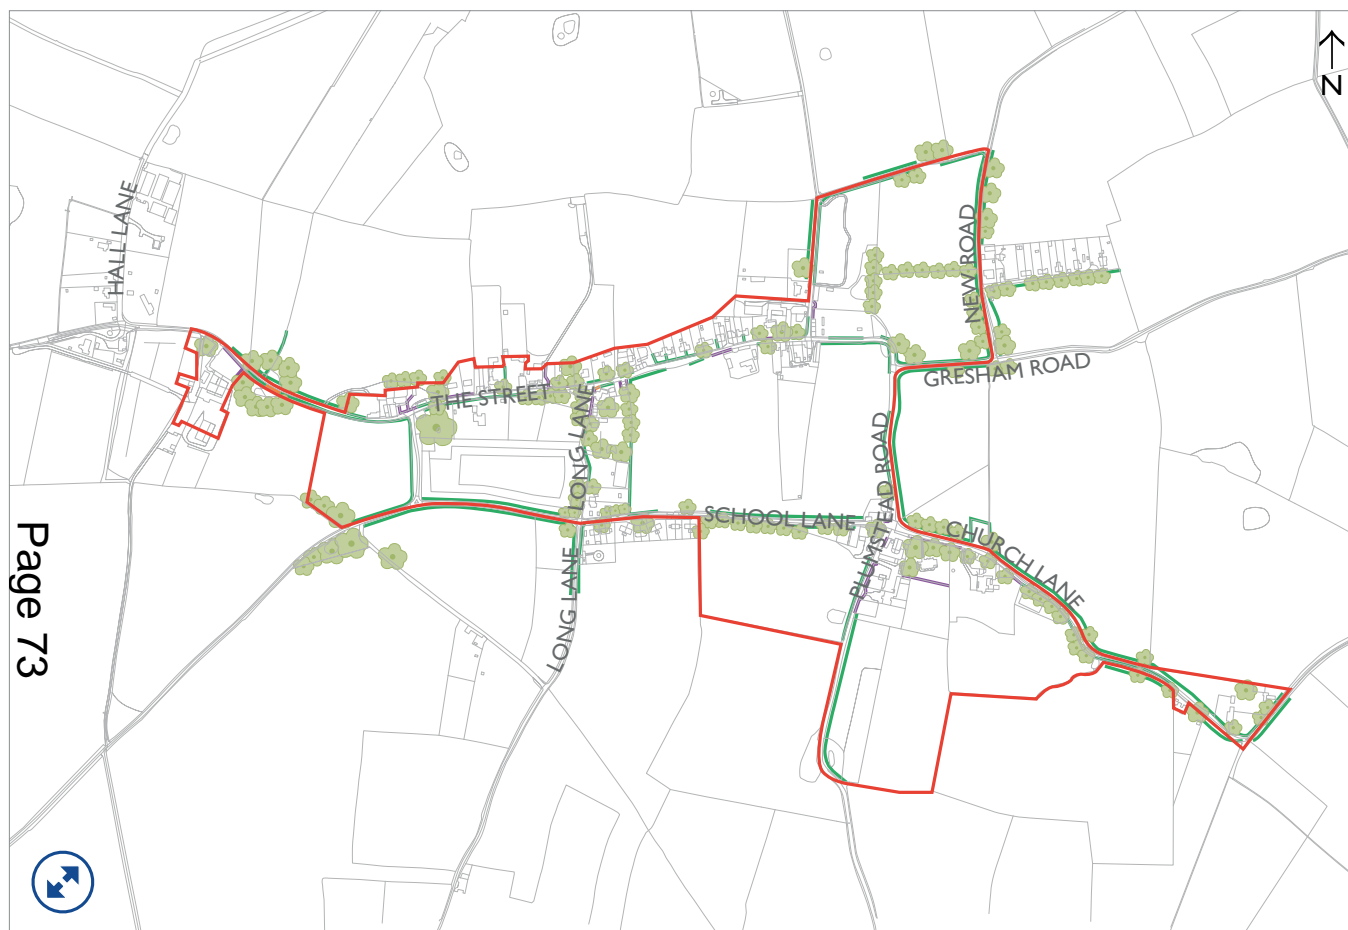 N
HALL LANE
NEW ROAD
GRESHAM ROAD
THE STREET
LONG LANE
PLUMSTEAD ROAD
SCHOOL LANE
CHURCH LANE
LONG LANE
Page 73